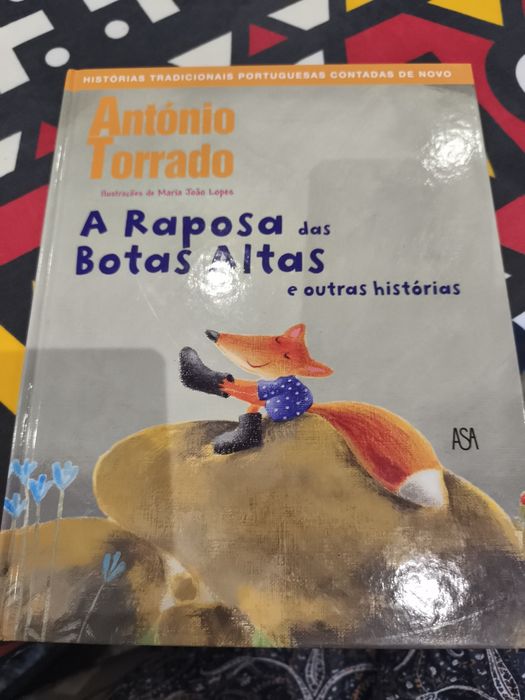 HISTÓRIAS TRADICIONAIS PORTUGUESAS CONTADAS DE NOVO
António
Torrado
Ilustrações de Maria João Lopes
A Raposa das
Botas Altas
e outras histórias
ASA